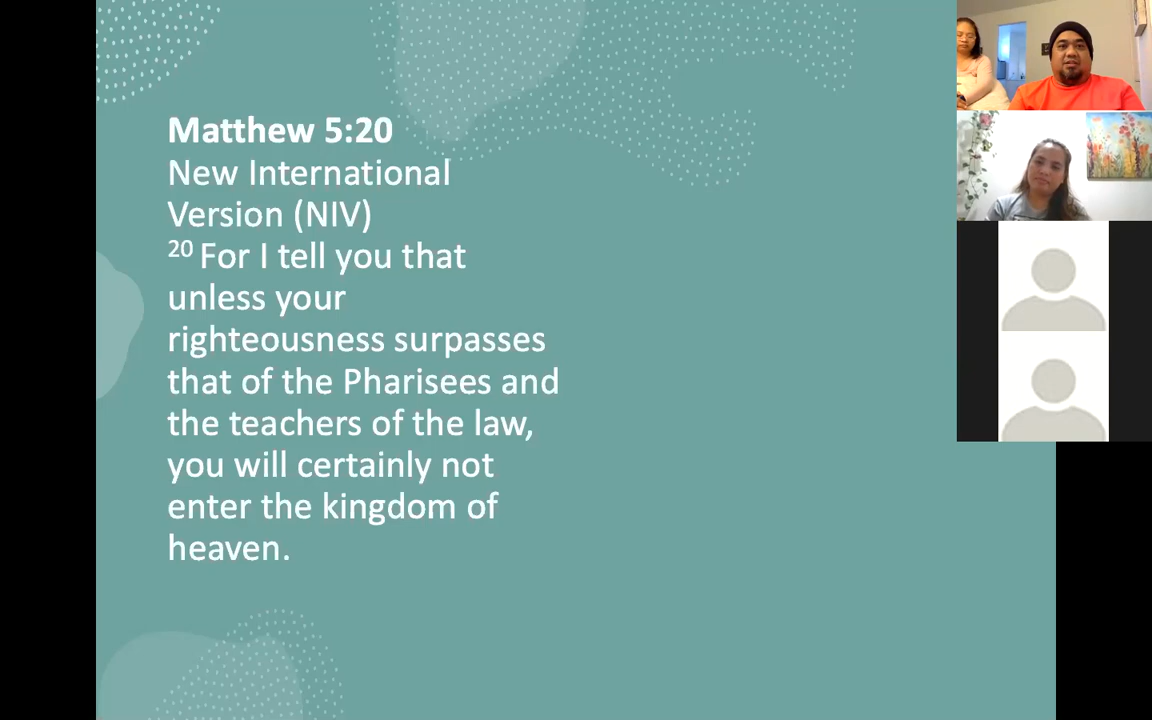 Matthew 5:20
New International
Version (NIV)
20 For I tell you that
unless your
righteousness surpasses
that of the Pharisees and
the teachers of the law,
you will certainly not
enter the kingdom of
heaven.